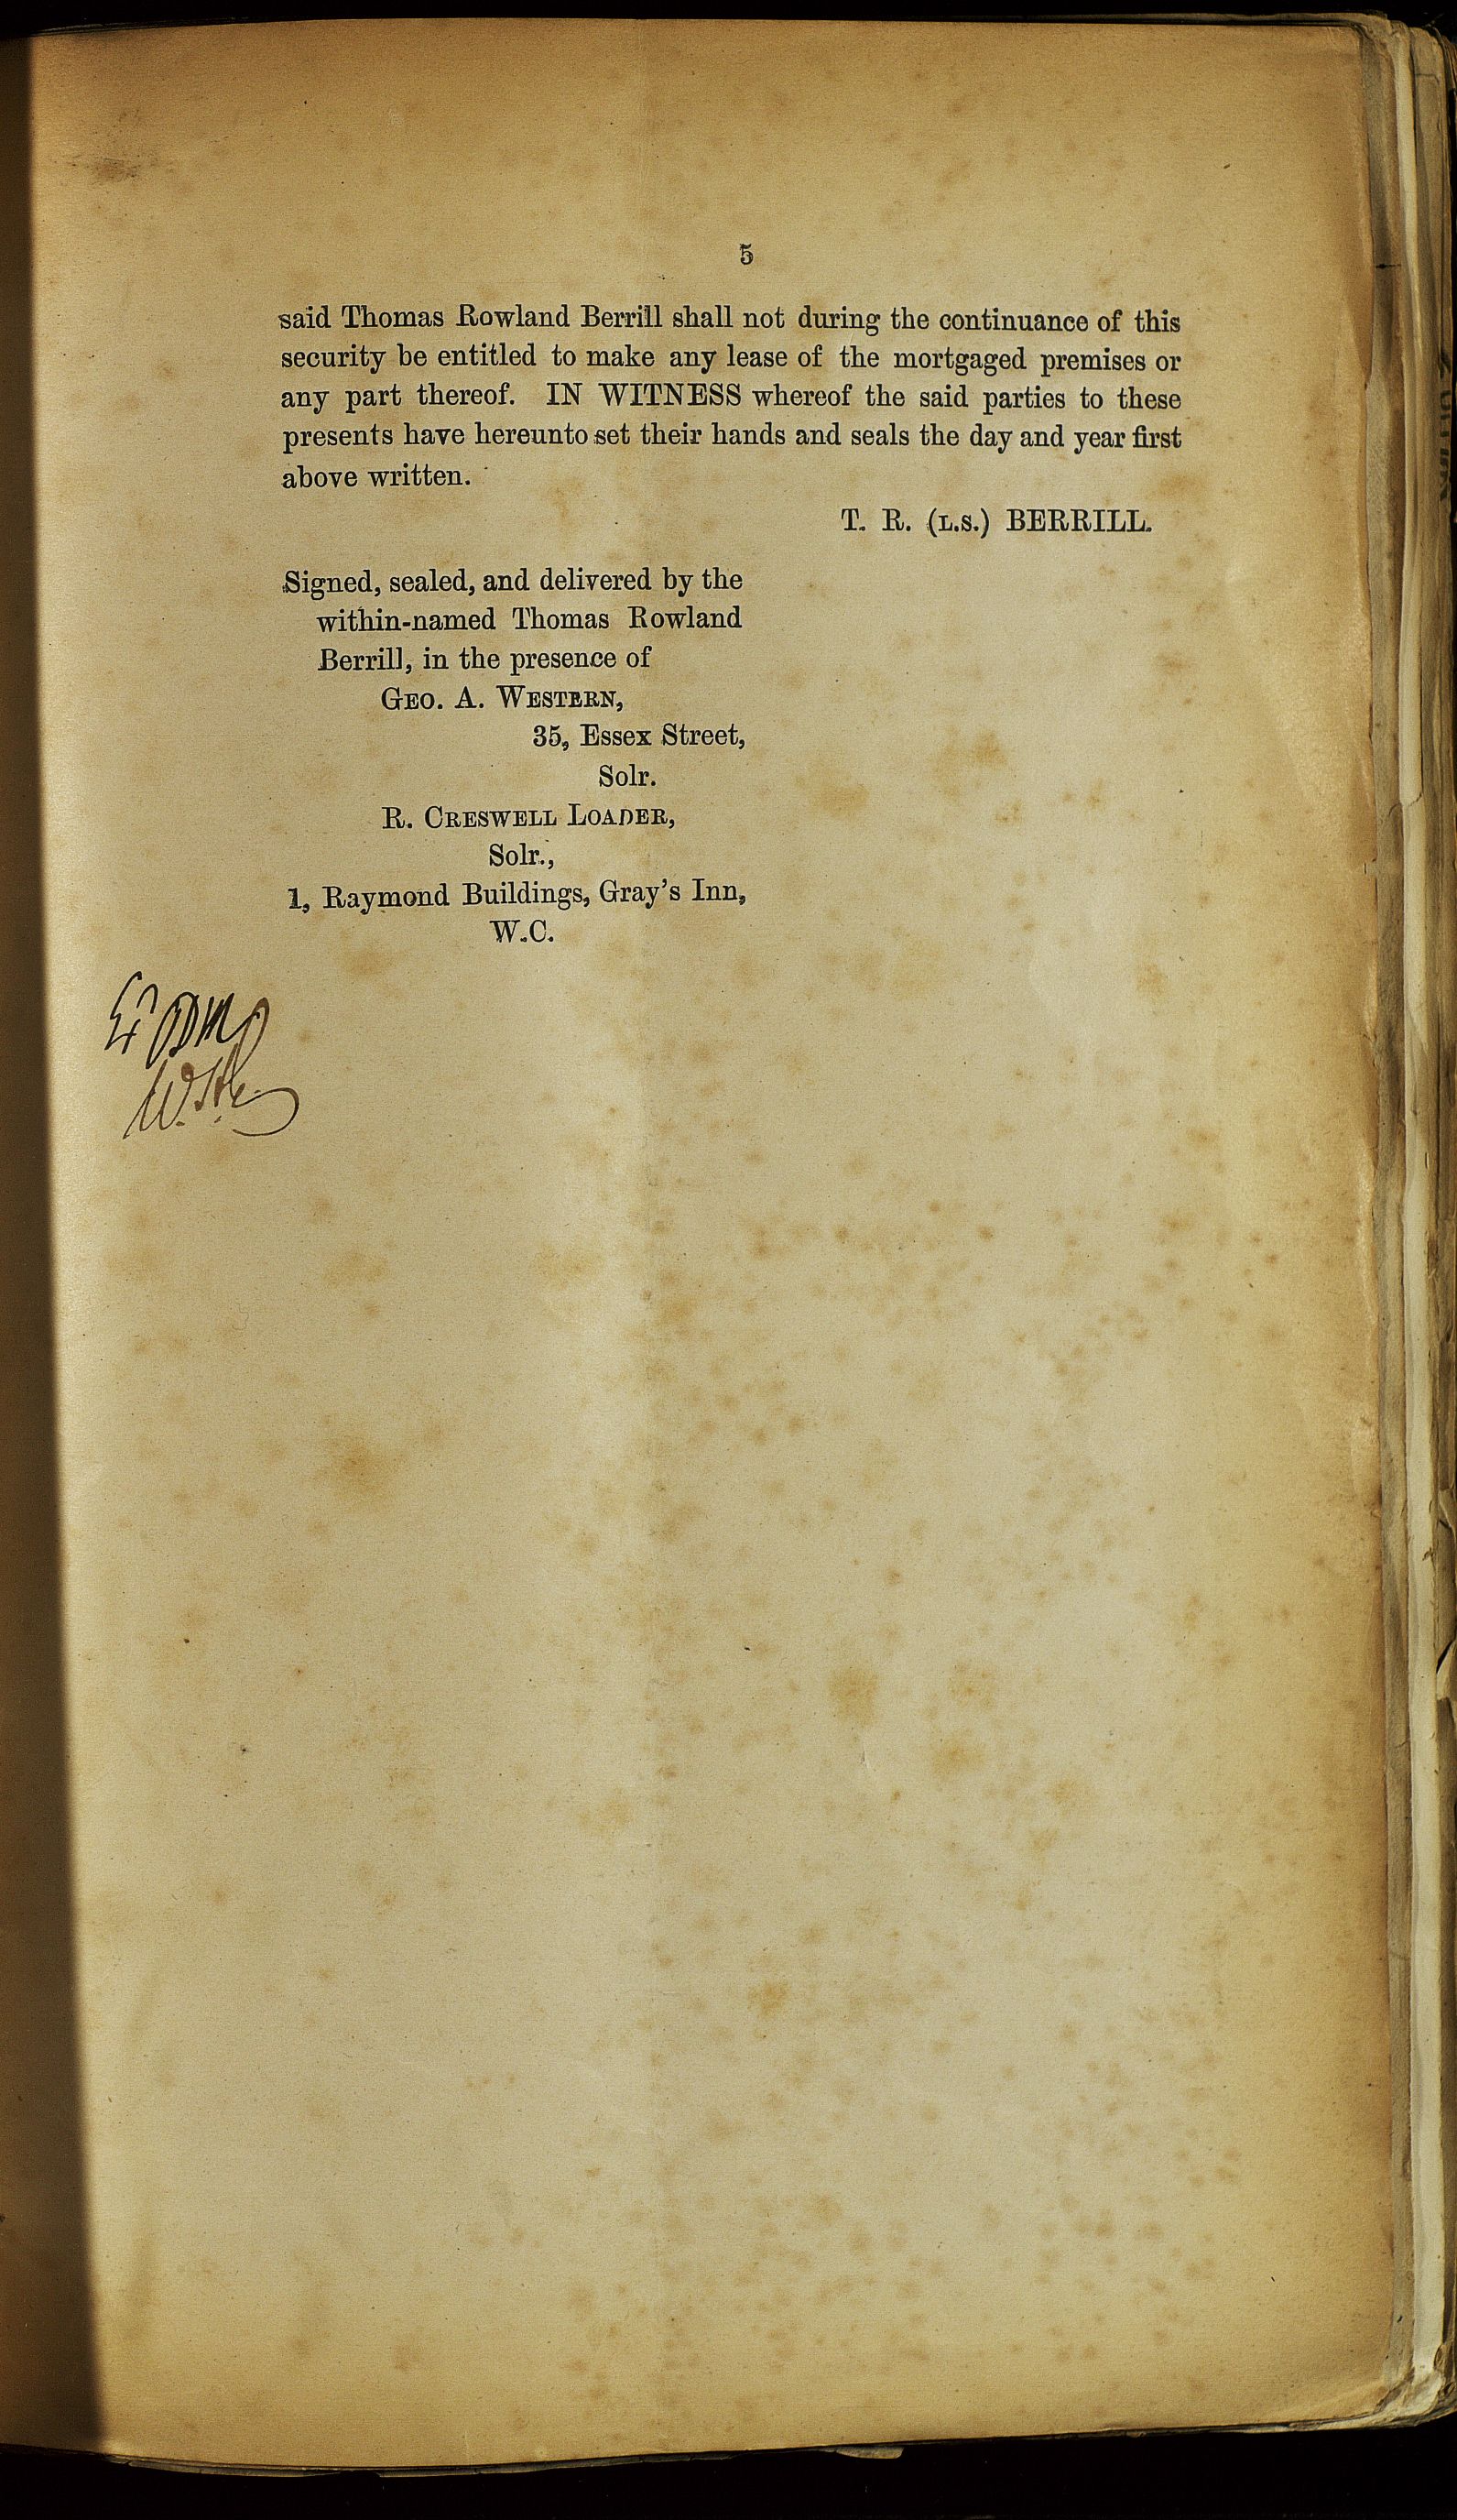 5
said Thomas Rowland Berrill shall not during the continuance of this
security be entitled to make any lease of the mortgaged premises or
any part thereof. IN WITNESS whereof the said parties to these
presents have hereunto set their hands and seals the day and year first
above written.
T. R. (L.S.) BERRILL.
Signed, sealed, and delivered by the
within-named Thomas Rowland
Berrill, in the presence of
GEO. A. WESTERN,
35, Essex Street,
Solr.
R. CRESWELL LOADER,
Solr.,
1, Raymond Buildings, Gray's Inn,
W.C.